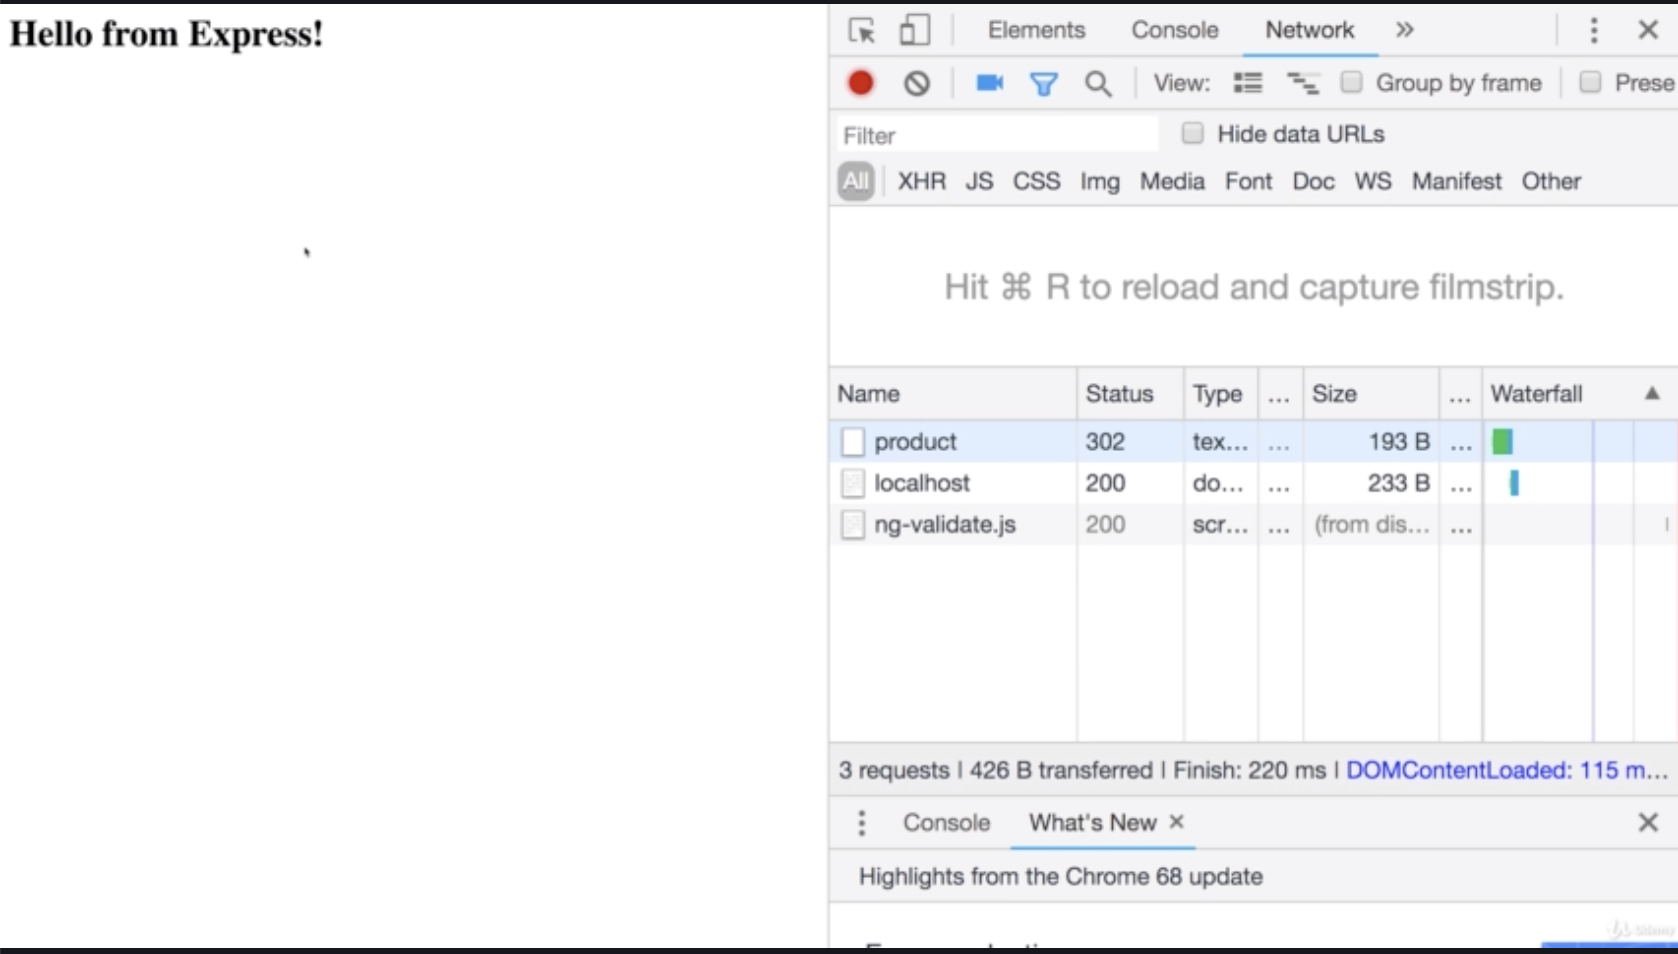 Hello from Express!
Elements Console Network »
View: Group by frame Prese
Filter Hide data URLs
All XHR JS CSS Img Media Font Doc WS Manifest Other
Hit ⌘ R to reload and capture filmstrip.
Name Status Type ... Size ... Waterfall ▲
product 302 tex... ... 193 B ...
localhost 200 do... ... 233 B ...
ng-validate.js 200 scr... ... (from dis... ...
3 requests | 426 B transferred | Finish: 220 ms | DOMContentLoaded: 115 m...
Console What's New ×
Highlights from the Chrome 68 update
Udemy